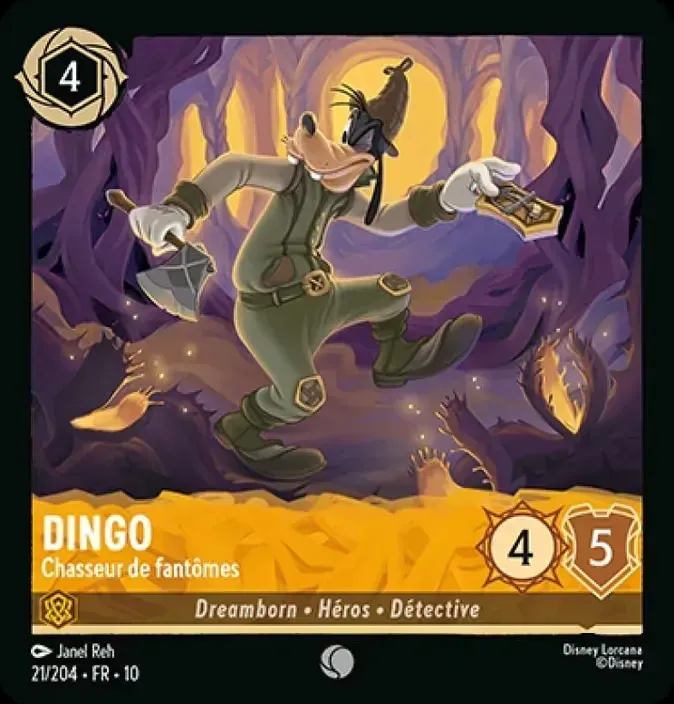 4
DINGO
Chasseur de fantômes
4 5
Dreamborn • Héros • Détective
Janel Reh
21/204 • FR • 10
Disney Lorcana
©Disney